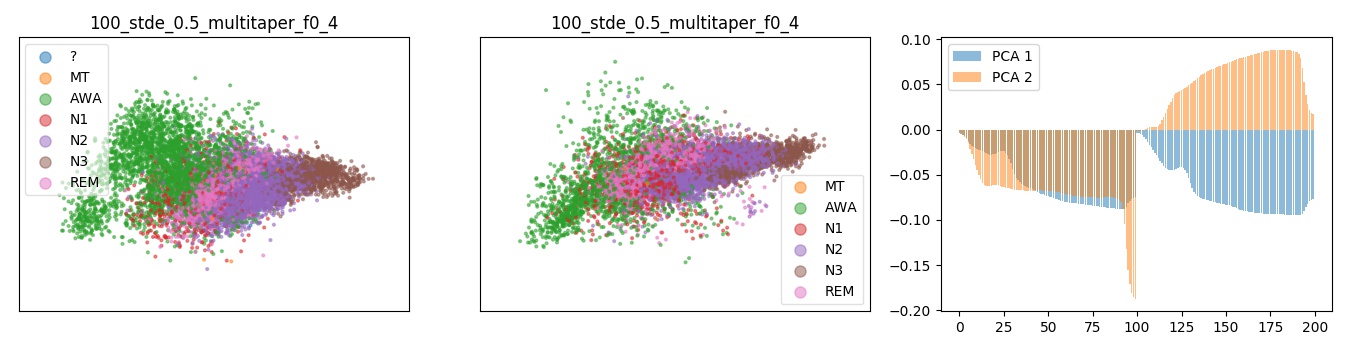 100_stde_0.5_multitaper_f0_4
?
MT
AWA
N1
N2
N3
REM
100_stde_0.5_multitaper_f0_4
MT
AWA
N1
N2
N3
REM
PCA 1
PCA 2
0.10
0.05
0.00
−0.05
−0.10
−0.15
−0.20
0 25 50 75 100 125 150 175 200